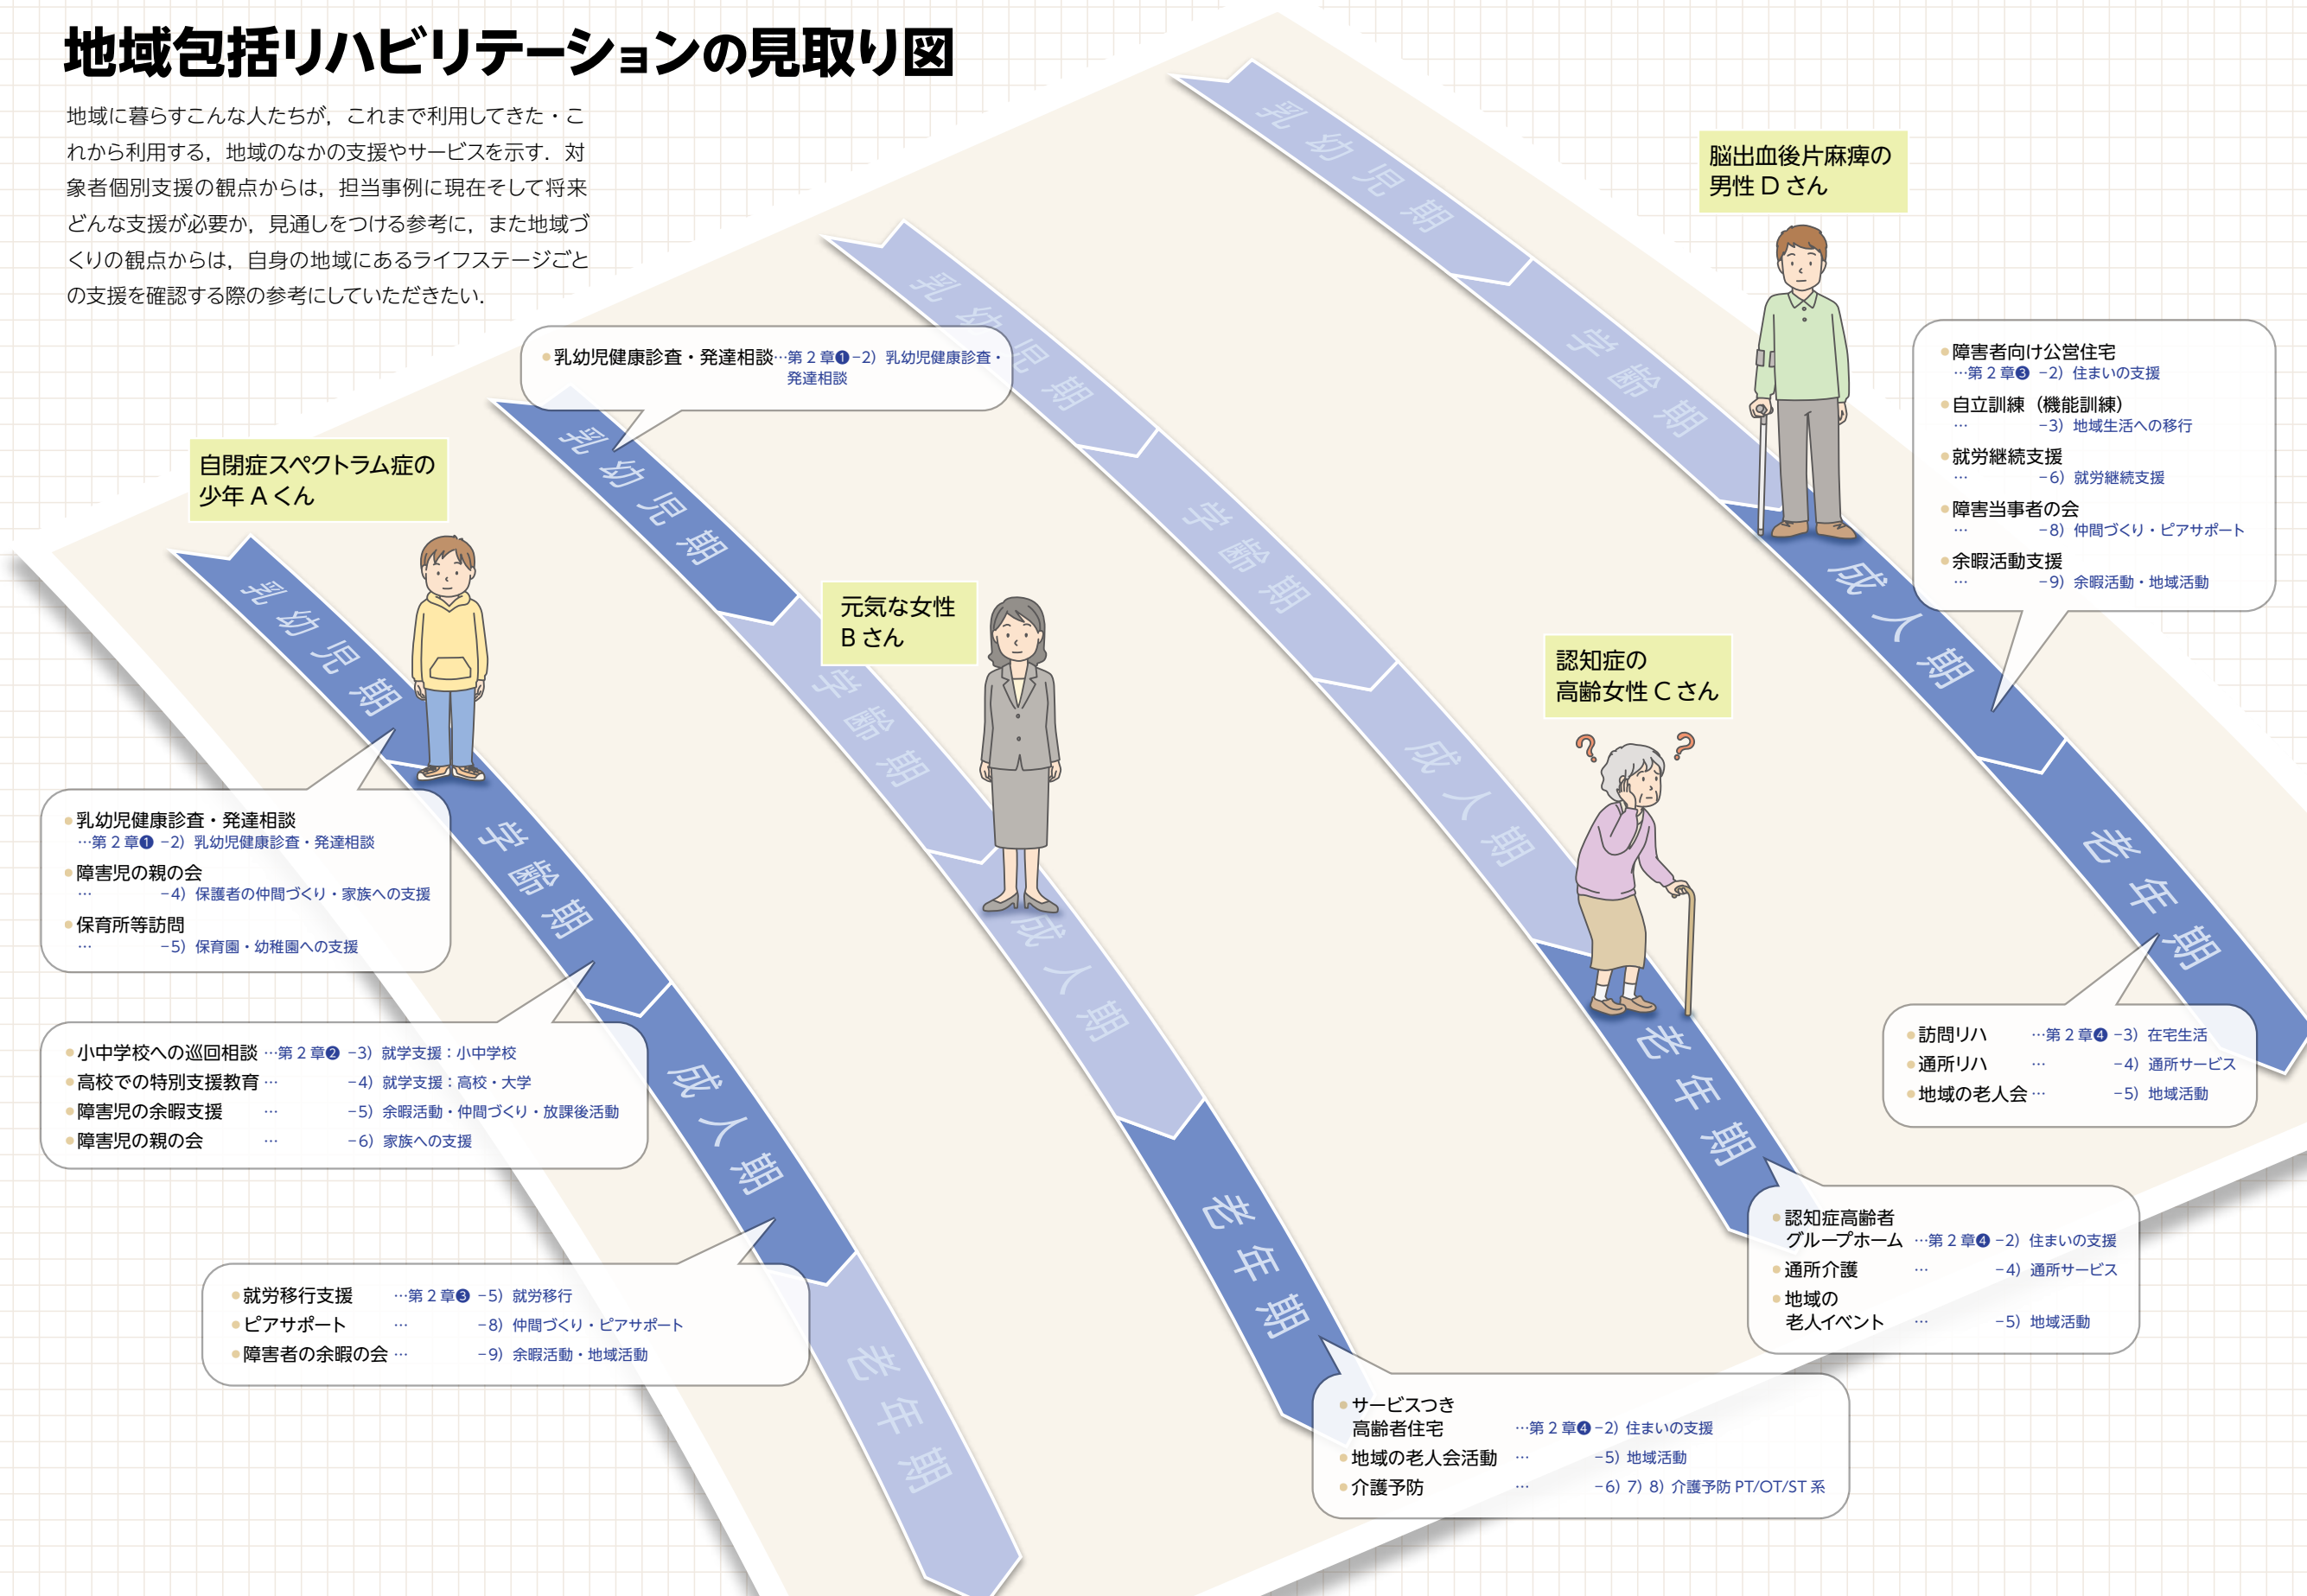 地域包括リハビリテーションの見取り図
地域に暮らすこんな人たちが，これまで利用してきた・こ
れから利用する，地域のなかの支援やサービスを示す．対
象者個別支援の観点からは，担当事例に現在そして将来
どんな支援が必要か，見通しをつける参考に，また地域づ
くりの観点からは，自身の地域にあるライフステージごと
の支援を確認する際の参考にしていただきたい．
自閉症スペクトラム症の
少年 A くん
乳幼児期
学齢期
成人期
老年期
●乳幼児健康診査・発達相談
…第 2 章❶ −2）乳幼児健康診査・発達相談
●障害児の親の会
… −4）保護者の仲間づくり・家族への支援
●保育所等訪問
… −5）保育園・幼稚園への支援
●小中学校への巡回相談 …第 2 章❷ −3）就学支援：小中学校
●高校での特別支援教育 … −4）就学支援：高校・大学
●障害児の余暇支援 … −5）余暇活動・仲間づくり・放課後活動
●障害児の親の会 … −6）家族への支援
●就労移行支援 …第 2 章❸ −5）就労移行
●ピアサポート … −8）仲間づくり・ピアサポート
●障害者の余暇の会 … −9）余暇活動・地域活動
元気な女性
B さん
乳幼児期
学齢期
成人期
老年期
●乳幼児健康診査・発達相談…第 2 章❶−2）乳幼児健康診査・
発達相談
●サービスつき
高齢者住宅 …第 2 章❹ −2）住まいの支援
●地域の老人会活動 … −5）地域活動
●介護予防 … −6）7）8）介護予防 PT/OT/ST 系
認知症の
高齢女性 C さん
? ?
乳幼児期
学齢期
成人期
老年期
●認知症高齢者
グループホーム …第 2 章❹ −2）住まいの支援
●通所介護 … −4）通所サービス
●地域の
老人イベント … −5）地域活動
脳出血後片麻痺の
男性 D さん
乳幼児期
学齢期
成人期
老年期
●障害者向け公営住宅
…第 2 章❸ −2）住まいの支援
●自立訓練（機能訓練）
… −3）地域生活への移行
●就労継続支援
… −6）就労継続支援
●障害当事者の会
… −8）仲間づくり・ピアサポート
●余暇活動支援
… −9）余暇活動・地域活動
●訪問リハ …第 2 章❹ −3）在宅生活
●通所リハ … −4）通所サービス
●地域の老人会 … −5）地域活動